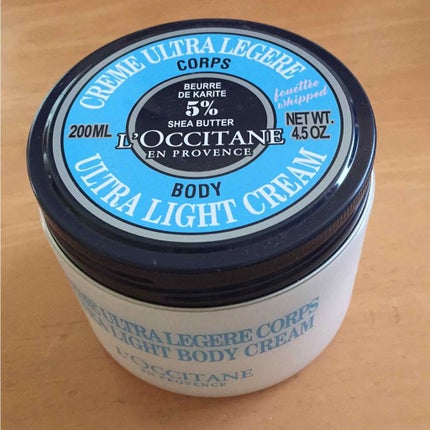 CREME ULTRA LEGERE
CORPS
BEURRE
DE KARITE
5%
SHEA BUTTER
fouettée
whipped
200ML
L'OCCITANE
EN PROVENCE
NET WT.
4.5 OZ
BODY
ULTRA LIGHT CREAM
ULTRA LEGERE CORPS
LIGHT BODY CREAM
L'OCCITANE
EN PROVENCE